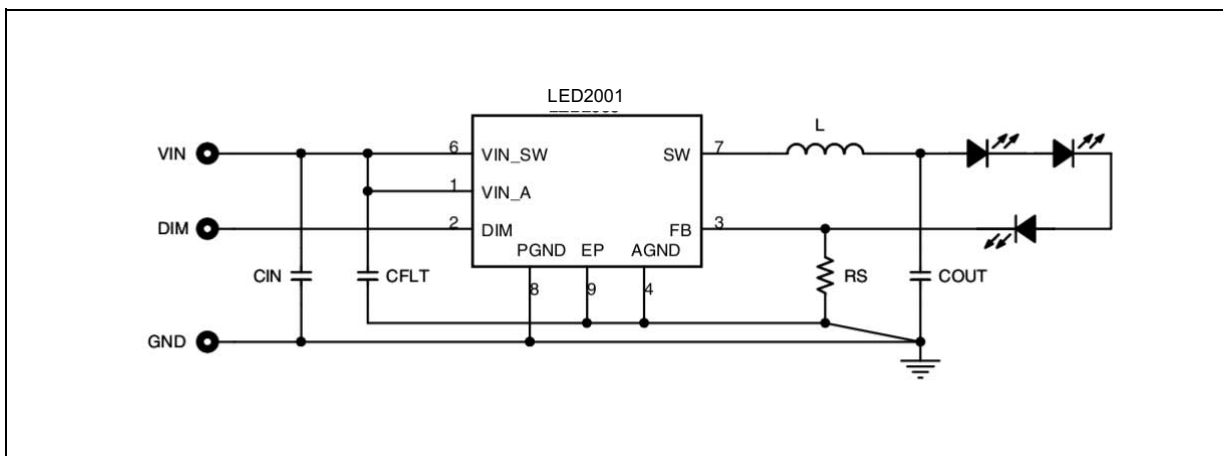 LED2001
L
VIN 6 VIN_SW SW 7
1 VIN_A
DIM 2 DIM FB 3
PGND EP AGND
CIN CFLT 8 9 4 RS COUT
GND